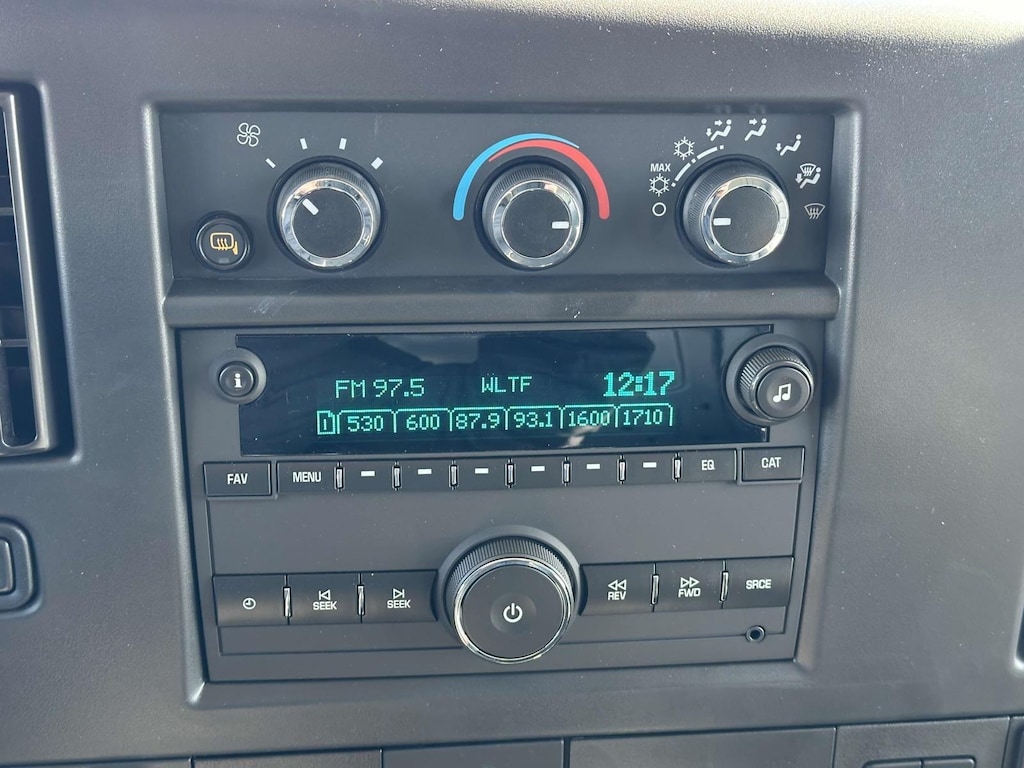 MAX
i
FM 97.5 WLTF 12:17
1 530 600 87.9 93.1 1600 1710
FAV MENU EQ CAT
SEEK SEEK REV FWD SRCE